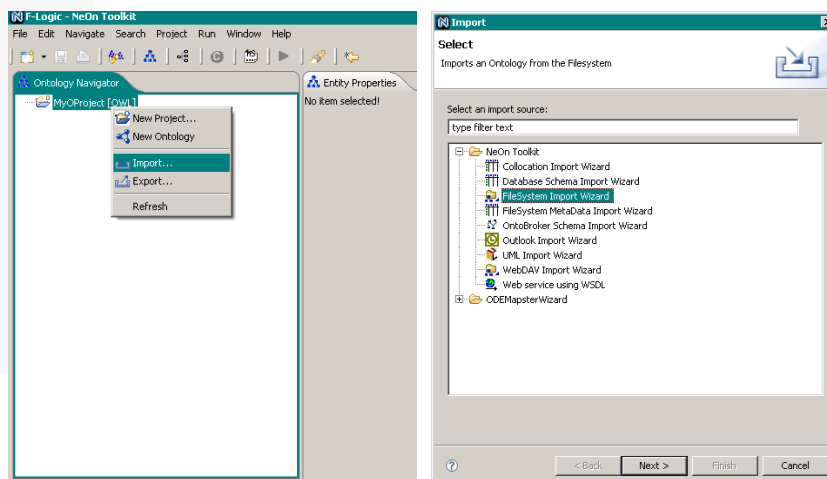 F-Logic - NeOn Toolkit
File Edit Navigate Search Project Run Window Help
Ontology Navigator
MyOProject [OWL]
New Project...
New Ontology
Import...
Export...
Refresh
Entity Properties
No item selected!
Import
Select
Imports an Ontology from the Filesystem
Select an import source:
type filter text
NeOn Toolkit
Collocation Import Wizard
Database Schema Import Wizard
FileSystem Import Wizard
FileSystem MetaData Import Wizard
OntoBroker Schema Import Wizard
Outlook Import Wizard
UML Import Wizard
WebDAV Import Wizard
Web service using WSDL
ODEMapsterWizard
< Back Next > Finish Cancel